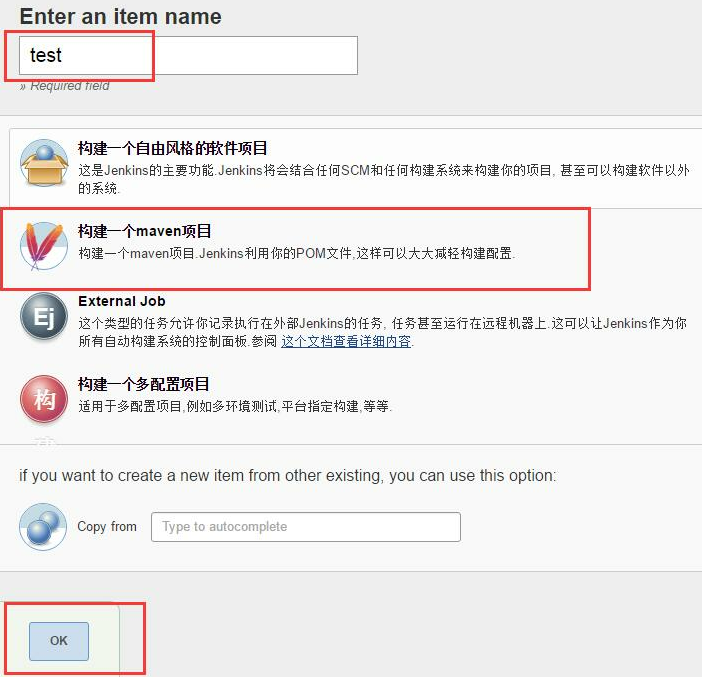 Enter an item name
test
» Required field
构建一个自由风格的软件项目
这是Jenkins的主要功能.Jenkins将会结合任何SCM和任何构建系统来构建你的项目, 甚至可以构建软件以外
的系统.
构建一个maven项目
构建一个maven项目.Jenkins利用你的POM文件,这样可以大大减轻构建配置.
Ej
External Job
这个类型的任务允许你记录执行在外部Jenkins的任务, 任务甚至运行在远程机器上.这可以让Jenkins作为你
所有自动构建系统的控制面板.参阅 这个文档查看详细内容.
构
构建一个多配置项目
适用于多配置项目,例如多环境测试,平台指定构建,等等.
if you want to create a new item from other existing, you can use this option:
Copy from
Type to autocomplete
OK